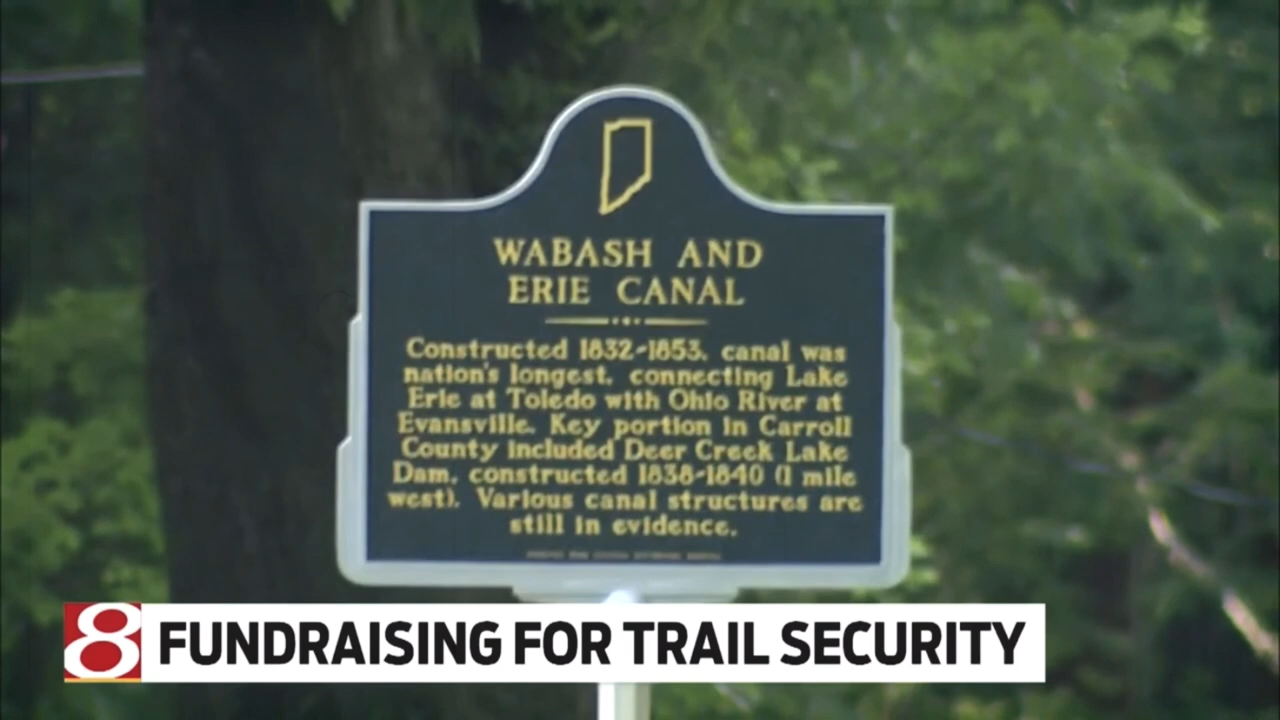 WABASH AND
ERIE CANAL
Constructed 1832-1853, canal was
nation's longest, connecting Lake
Erie at Toledo with Ohio River at
Evansville. Key portion in Carroll
County included Deer Creek Lake
Dam, constructed 1838-1840 (1 mile
west). Various canal structures are
still in evidence.
8 FUNDRAISING FOR TRAIL SECURITY